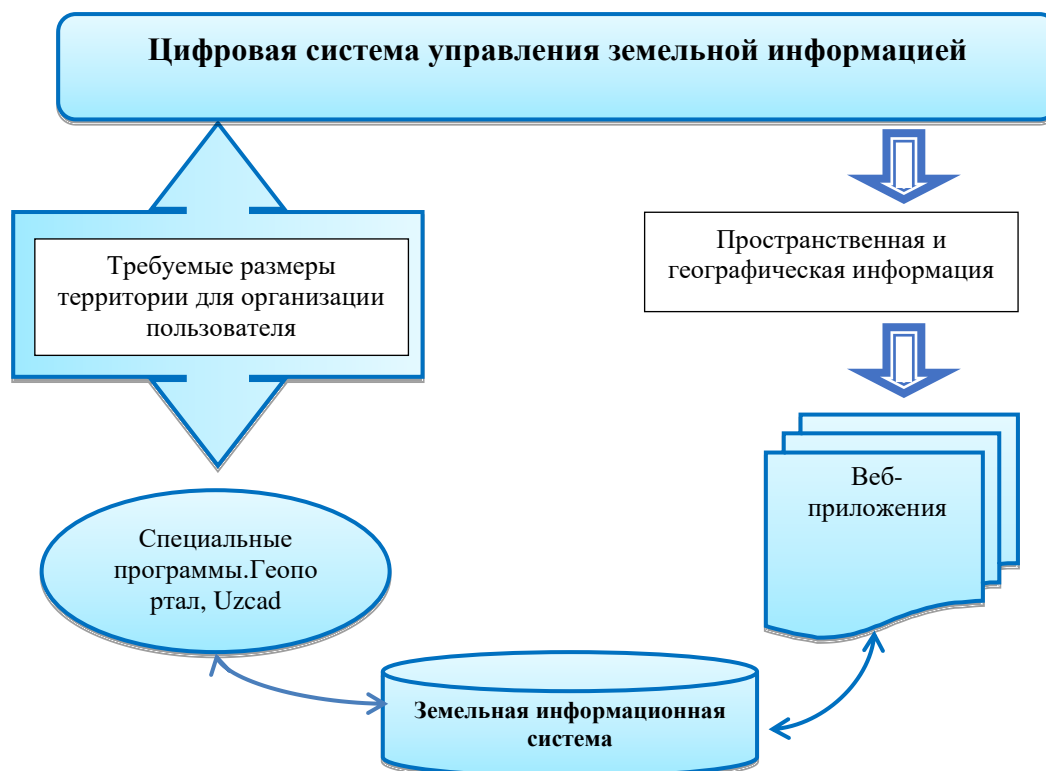 Цифровая система управления земельной информацией
Требуемые размеры
территории для организации
пользователя
Пространственная и
географическая информация
Специальные
программы.Геопо
ртал, Uzcad
Веб-
приложения
Земельная информационная
система